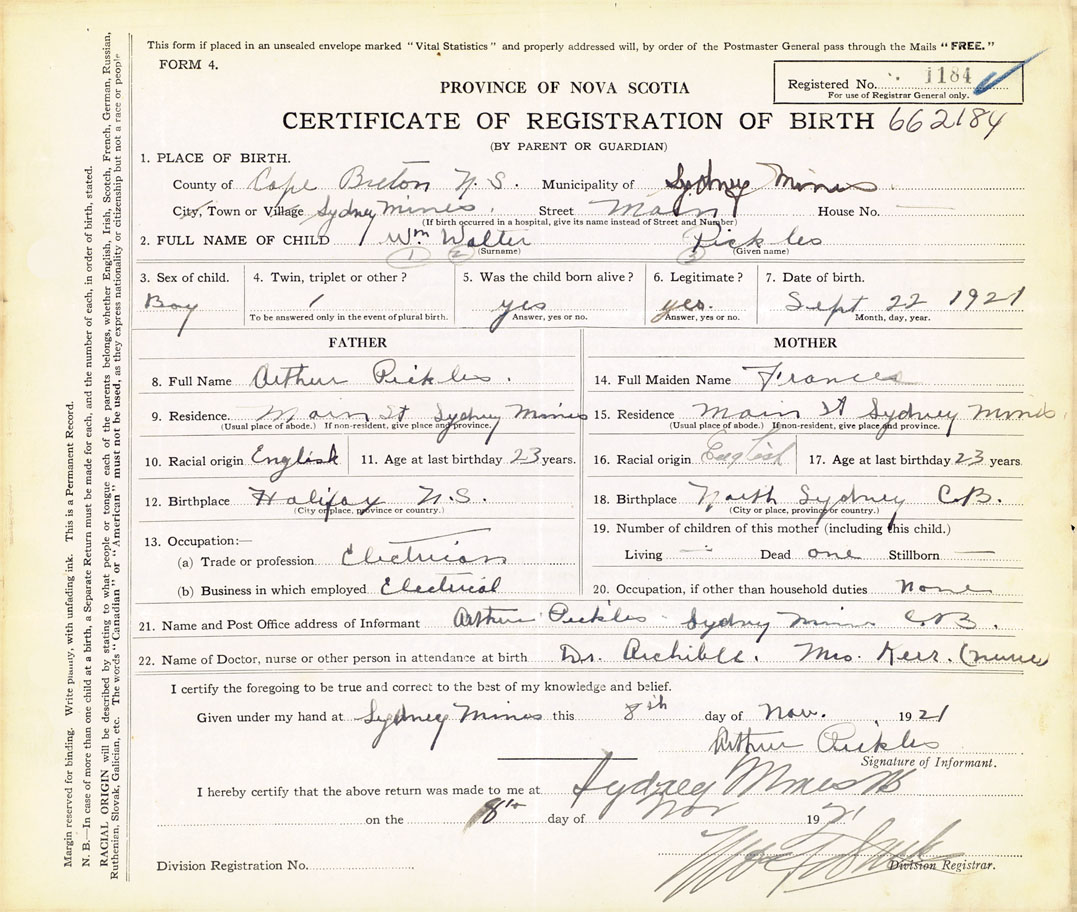 This form if placed in an unsealed envelope marked "Vital Statistics" and properly addressed will, by order of the Postmaster General pass through the Mails "FREE."
FORM 4.
Registered No. 1184
For use of Registrar General only.
PROVINCE OF NOVA SCOTIA
CERTIFICATE OF REGISTRATION OF BIRTH 662184
(BY PARENT OR GUARDIAN)
1. PLACE OF BIRTH.
County of Cape Breton N.S. Municipality of Sydney Mines
City, Town or Village Sydney Mines. Street Main House No.
(If birth occurred in a hospital, give its name instead of Street and Number)
2. FULL NAME OF CHILD Wm Walter Pickles
1 2 (Surname) 3 (Given name)
3. Sex of child. 4. Twin, triplet or other? 5. Was the child born alive? 6. Legitimate? 7. Date of birth.
Boy / yes yes. Sept 22 1921
To be answered only in the event of plural birth. Answer, yes or no. Answer, yes or no. Month, day, year.
FATHER
8. Full Name Arthur Pickles.
9. Residence. Main St Sydney Mines
(Usual place of abode.) If non-resident, give place and province.
10. Racial origin English 11. Age at last birthday 23 years.
12. Birthplace Halifax N.S.
(City or place, province or country.)
13. Occupation:—
(a) Trade or profession Electrician
(b) Business in which employed Electrical
MOTHER
14. Full Maiden Name Frances
15. Residence Main St Sydney Mines
(Usual place of abode.) If non-resident, give place and province.
16. Racial origin English 17. Age at last birthday 23 years.
18. Birthplace North Sydney C.B.
(City or place, province or country.)
19. Number of children of this mother (including this child.)
Living — Dead one Stillborn —
20. Occupation, if other than household duties None
21. Name and Post Office address of Informant Arthur Pickles Sydney Mines C.B.
22. Name of Doctor, nurse or other person in attendance at birth Dr. Archibld. Mrs. Kerr. (nurse
I certify the foregoing to be true and correct to the best of my knowledge and belief.
Given under my hand at Sydney Mines this 8th day of Nov. 1921
Arthur Pickles
Signature of Informant.
I hereby certify that the above return was made to me at Sydney Mines
on the 8th day of Nov 1921
Division Registration No. Division Registrar.
Margin reserved for binding. Write plainly, with unfading ink. This is a Permanent Record.
N. B.—In case of more than one child at a birth, a Separate Return must be made for each, and the number of each, in order of birth, stated.
RACIAL ORIGIN will be described by stating to what people or tongue each of the parents belongs, whether English, Irish, Scotch, French, German, Russian,
Ruthenian, Slovak, Galician, etc. The words "Canadian" or "American" must not be used, as they express nationality or citizenship but not a race or people